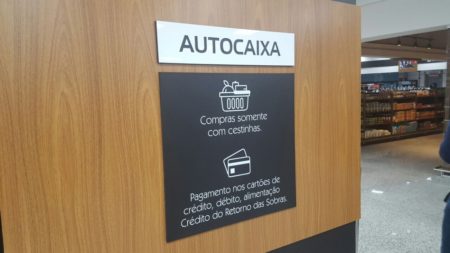 AUTOCAIXA
Compras somente
com cestinhas.
Pagamento nos cartões de
crédito, débito, alimentação
Crédito do Retorno das Sobras.